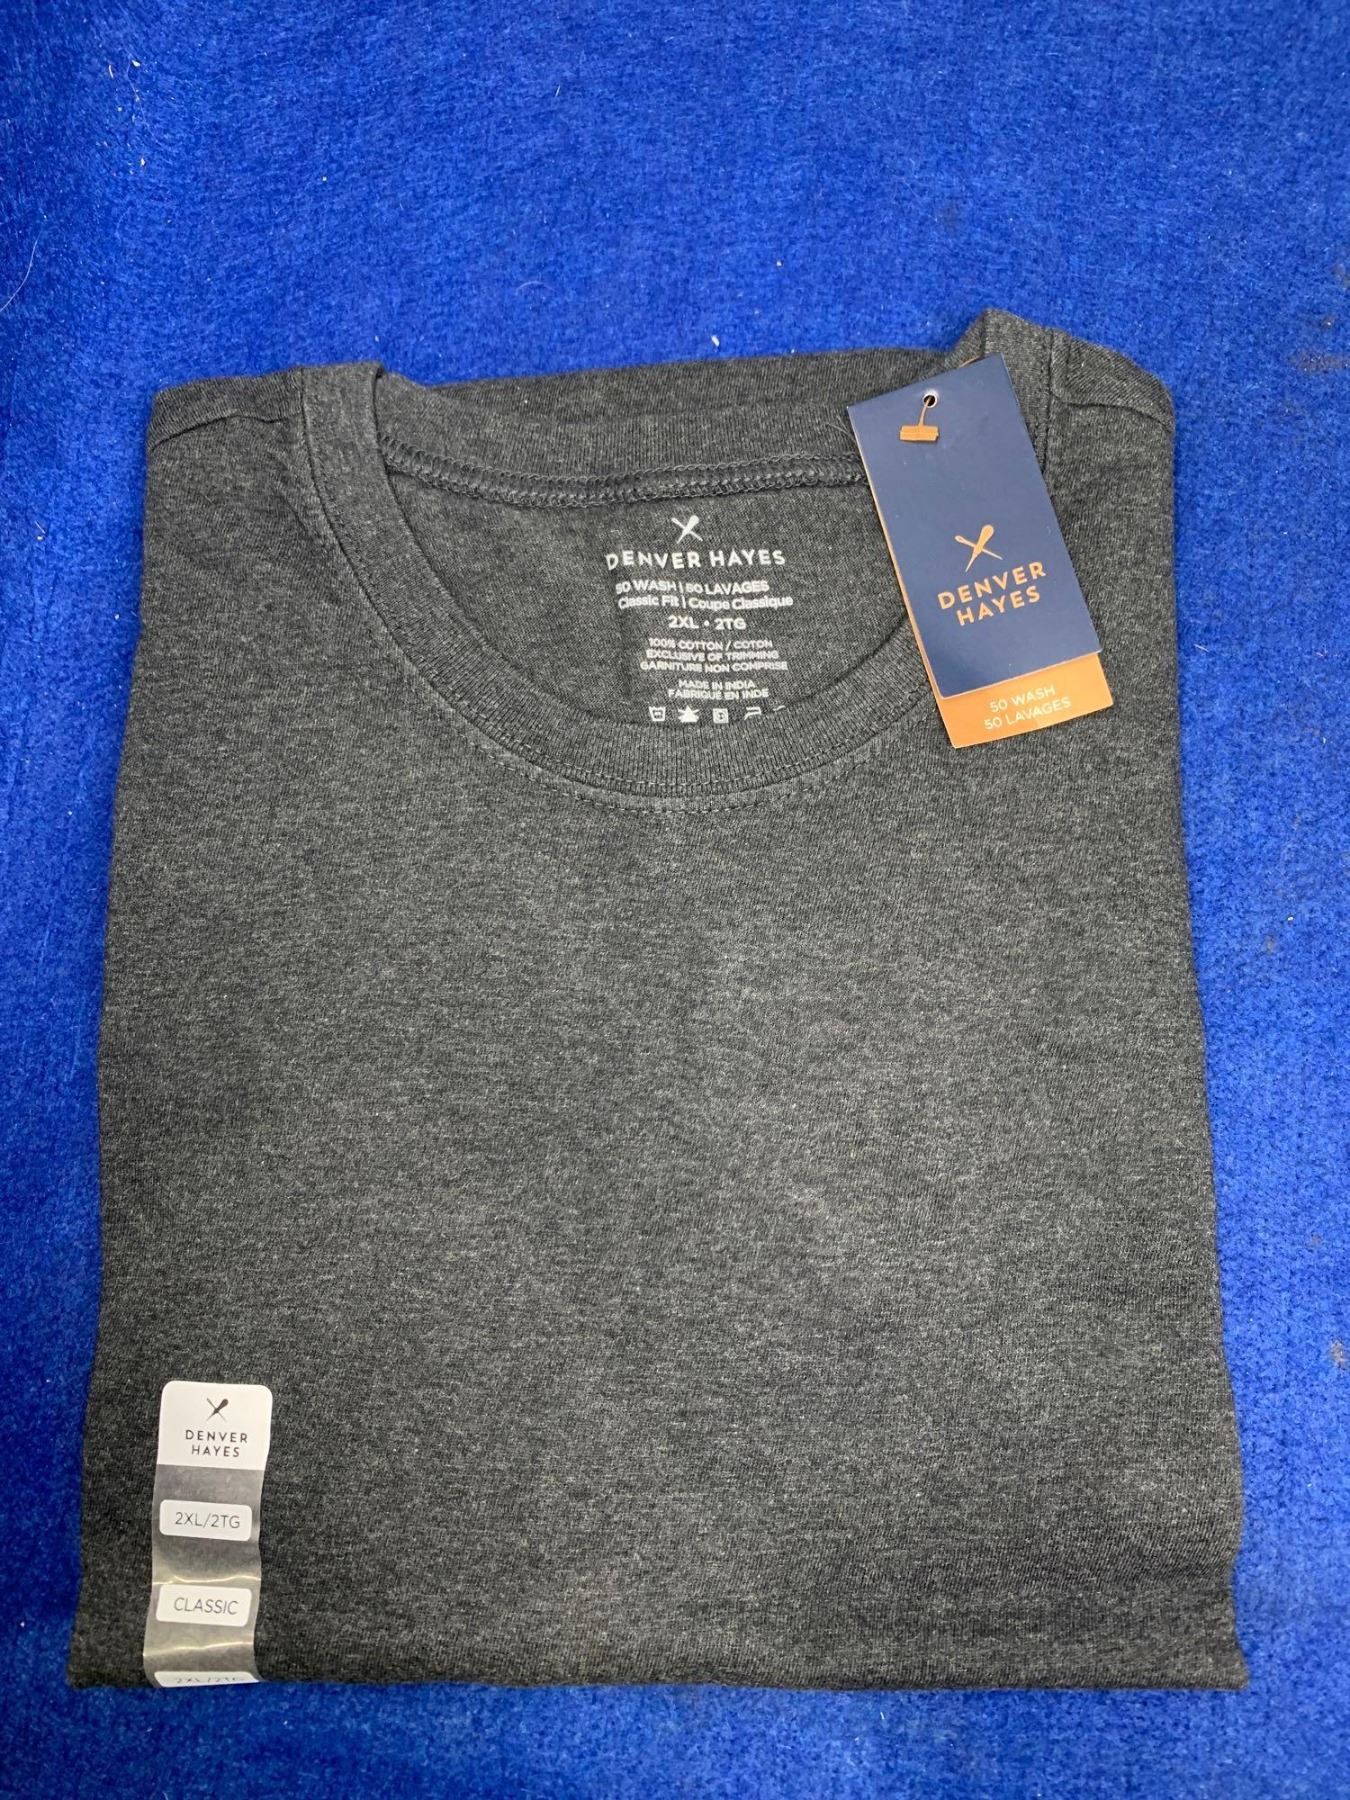 DENVER HAYES
50 WASH | 50 LAVAGES
Classic Fit | Coupe Classique
2XL • 2TG
100% COTTON / COTON
EXCLUSIVE OF TRIMMING
GARNITURE NON COMPRISE
MADE IN INDIA
FABRIQUÉ EN INDE
DENVER
HAYES
50 WASH
50 LAVAGES
DENVER
HAYES
2XL/2TG
CLASSIC
2XL/2TG